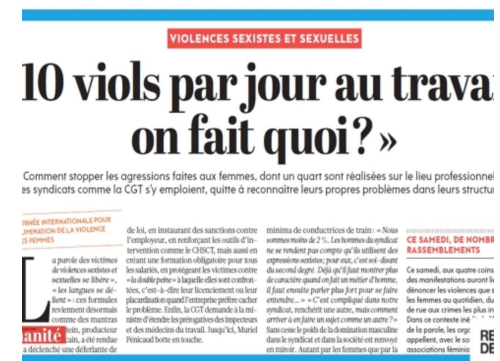 VIOLENCES SEXISTES ET SEXUELLES
10 viols par jour au trava
on fait quoi ? »
Comment stopper les agressions faites aux femmes, dont un quart sont réalisées sur le lieu professionnel
es syndicats comme la CGT s'y emploient, quitte à reconnaître leurs propres problèmes dans leurs structur
RNÉE INTERNATIONALE POUR
IMINATION DE LA VIOLENCE
ES FEMMES
L
a parole des victimes
de violences sexistes et
sexuelles se libère »,
« les langues se dé-
lient » : ces formules
reviennent désormais
comme des mantras
tein, producteur
cain, a été rendue
a déclenché une déferlante de
anité
de loi, en instaurant des sanctions contre
l'employeur, en renforçant les outils d'in-
tervention comme le CHSCT, mais aussi en
créant une formation obligatoire pour tous
les salariés, en protégeant les victimes contre
« la double peine » à laquelle elles sont confron-
tées, c'est-à-dire leur licenciement ou leur
placardisation quand l'entreprise préfère cacher
le problème. Enfin, la CGT demande à la mi-
nistre d'étendre les prérogatives des inspecteurs
et des médecins du travail. Jusqu'ici, Muriel
Pénicaud botte en touche.
minima de conductrices de train : « Nous
sommes moins de 2 %. Les hommes du syndicat
ne se rendent pas compte qu'ils utilisent des
expressions sexistes; pour eux, c'est soi-disant
du second degré. Déjà qu'il faut montrer plus
de caractère quand on fait un métier d'homme,
il faut ensuite parler plus fort pour se faire
entendre... » « C'est compliqué dans notre
syndicat, renchérit une autre, mais comment
arriver à en faire un sujet comme un autre ? »
Sans cesse le poids de la domination masculine
dans le syndicat et dans la société est renvoyé
en miroir. Autant par les femmes que par la
CE SAMEDI, DE NOMBR
RASSEMBLEMENTS
Ce samedi, aux quatre coins
des manifestations auront li
dénoncer les violences que s
les femmes au quotidien, du
de rue aux crimes les plus in
Dans ce contexte iné
de la parole, les orga
appellent, avec le so
associations féminis
RE
DE